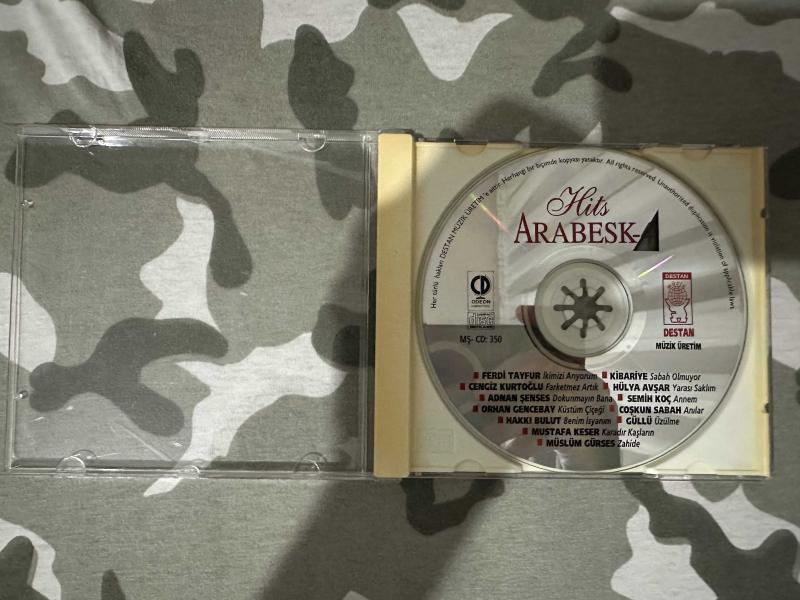 Her türlü hakları DESTAN MÜZİK ÜRETİM'e aittir. Herhangi bir biçimde kopyası yasaktır. All rights reserved. Unauthorized duplication is violation of applicable laws.
Hits
ARABESK-A
CD
ODEON
DESTAN
DESTAN
MÜZİK ÜRETİM
MŞ- CD: 350
FERDİ TAYFUR İkimizi Arıyorum KİBARİYE Sabah Olmuyor
CENGİZ KURTOĞLU Farketmez Artık HÜLYA AVŞAR Yarası Saklım
ADNAN ŞENSES Dokunmayın Bana SEMİH KOÇ Annem
ORHAN GENCEBAY Küstüm Çiçeği COŞKUN SABAH Anılar
HAKKI BULUT Benim İsyanım GÜLLÜ Üzülme
MUSTAFA KESER Karadır Kaşların
MÜSLÜM GÜRSES Zahide